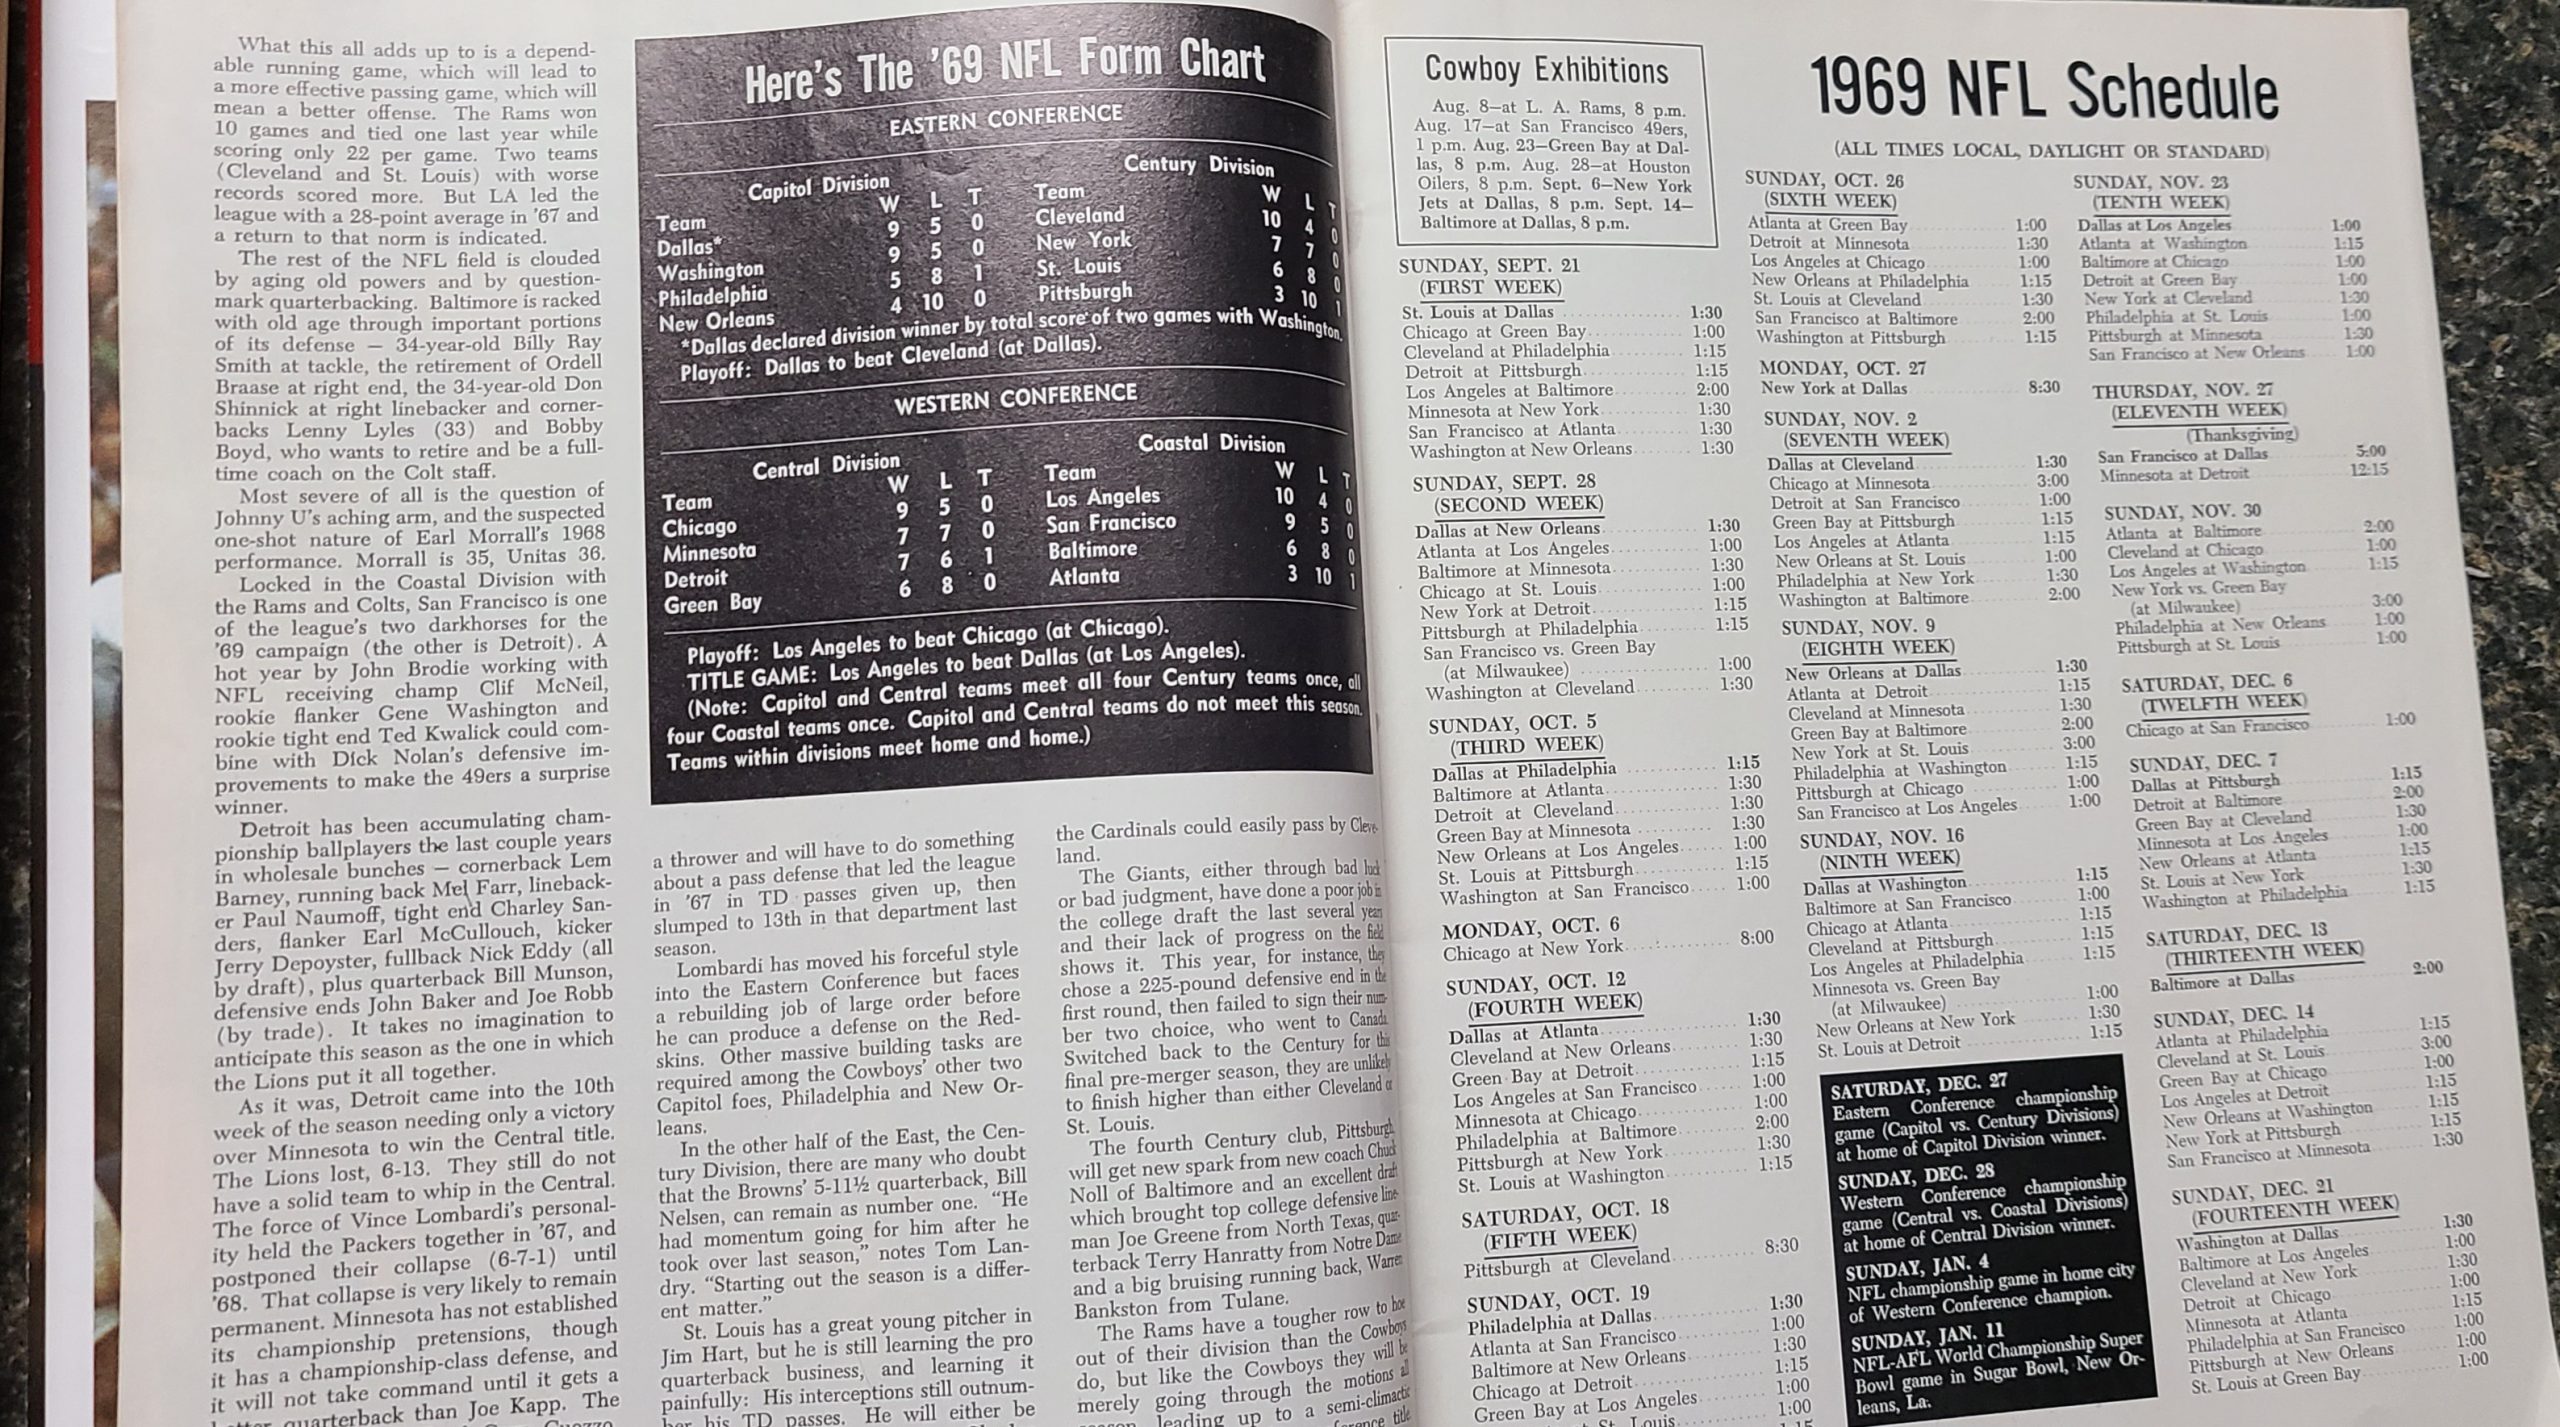 What this all adds up to is a depend-
able running game, which will lead to
a more effective passing game, which will
mean a better offense. The Rams won
10 games and tied one last year while
scoring only 22 per game. Two teams
(Cleveland and St. Louis) with worse
records scored more. But LA led the
league with a 28-point average in '67 and
a return to that norm is indicated.
The rest of the NFL field is clouded
by aging old powers and by question-
mark quarterbacking. Baltimore is racked
with old age through important portions
of its defense — 34-year-old Billy Ray
Smith at tackle, the retirement of Ordell
Braase at right end, the 34-year-old Don
Shinnick at right linebacker and corner-
backs Lenny Lyles (33) and Bobby
Boyd, who wants to retire and be a full-
time coach on the Colt staff.
Most severe of all is the question of
Johnny U's aching arm, and the suspected
one-shot nature of Earl Morrall's 1968
performance. Morrall is 35, Unitas 36.
Locked in the Coastal Division with
the Rams and Colts, San Francisco is one
of the league's two darkhorses for the
'69 campaign (the other is Detroit). A
hot year by John Brodie working with
NFL receiving champ Clif McNeil,
rookie flanker Gene Washington and
rookie tight end Ted Kwalick could com-
bine with Dick Nolan's defensive im-
provements to make the 49ers a surprise
winner.
Detroit has been accumulating cham-
pionship ballplayers the last couple years
in wholesale bunches — cornerback Lem
Barney, running back Mel Farr, lineback-
er Paul Naumoff, tight end Charley San-
ders, flanker Earl McCullouch, kicker
Jerry Depoyster, fullback Nick Eddy (all
by draft), plus quarterback Bill Munson,
defensive ends John Baker and Joe Robb
(by trade). It takes no imagination to
anticipate this season as the one in which
the Lions put it all together.
As it was, Detroit came into the 10th
week of the season needing only a victory
over Minnesota to win the Central title.
The Lions lost, 6-13. They still do not
have a solid team to whip in the Central.
The force of Vince Lombardi's personal-
ity held the Packers together in '67, and
postponed their collapse (6-7-1) until
'68. That collapse is very likely to remain
permanent. Minnesota has not established
its championship pretensions, though
it has a championship-class defense, and
it will not take command until it gets a
quarterback than Joe Kapp. The
Here's The '69 NFL Form Chart
EASTERN CONFERENCE
Capitol Division
Team W L T
Dallas* 9 5 0
Washington 9 5 0
Philadelphia 5 8 1
New Orleans 4 10 0
Century Division
Team W L T
Cleveland 10 4 0
New York 7 7 0
St. Louis 6 8 0
Pittsburgh 3 10 1
*Dallas declared division winner by total score of two games with Washington.
Playoff: Dallas to beat Cleveland (at Dallas).
WESTERN CONFERENCE
Central Division
Team W L T
Chicago 9 5 0
Minnesota 7 7 0
Detroit 7 6 1
Green Bay 6 8 0
Coastal Division
Team W L T
Los Angeles 10 4 0
San Francisco 9 5 0
Baltimore 6 8 0
Atlanta 3 10 1
Playoff: Los Angeles to beat Chicago (at Chicago).
TITLE GAME: Los Angeles to beat Dallas (at Los Angeles).
(Note: Capitol and Central teams meet all four Century teams once, all
four Coastal teams once. Capitol and Central teams do not meet this season.
Teams within divisions meet home and home.)
a thrower and will have to do something
about a pass defense that led the league
in '67 in TD passes given up, then
slumped to 13th in that department last
season.
Lombardi has moved his forceful style
into the Eastern Conference but faces
a rebuilding job of large order before
he can produce a defense on the Red-
skins. Other massive building tasks are
required among the Cowboys' other two
Capitol foes, Philadelphia and New Or-
leans.
In the other half of the East, the Cen-
tury Division, there are many who doubt
that the Browns' 5-11½ quarterback, Bill
Nelsen, can remain as number one. "He
had momentum going for him after he
took over last season," notes Tom Lan-
dry. "Starting out the season is a differ-
ent matter."
St. Louis has a great young pitcher in
Jim Hart, but he is still learning the pro
quarterback business, and learning it
painfully: His interceptions still outnum-
ber his TD passes. He will either be
the Cardinals could easily pass by Cleve-
land.
The Giants, either through bad luck
or bad judgment, have done a poor job in
the college draft the last several years
and their lack of progress on the field
shows it. This year, for instance, they
chose a 225-pound defensive end in the
first round, then failed to sign their num-
ber two choice, who went to Canada.
Switched back to the Century for this
final pre-merger season, they are unlikely
to finish higher than either Cleveland or
St. Louis.
The fourth Century club, Pittsburgh,
will get new spark from new coach Chuck
Noll of Baltimore and an excellent draft
which brought top college defensive line-
man Joe Greene from North Texas, quar-
terback Terry Hanratty from Notre Dame
and a big bruising running back, Warren
Bankston from Tulane.
The Rams have a tougher row to hoe
out of their division than the Cowboys
do, but like the Cowboys they will be
merely going through the motions all
season leading up to a semi-climactic
title
Cowboy Exhibitions
Aug. 8—at L. A. Rams, 8 p.m.
Aug. 17—at San Francisco 49ers,
1 p.m. Aug. 23—Green Bay at Dal-
las, 8 p.m. Aug. 28—at Houston
Oilers, 8 p.m. Sept. 6—New York
Jets at Dallas, 8 p.m. Sept. 14—
Baltimore at Dallas, 8 p.m.
1969 NFL Schedule
(ALL TIMES LOCAL, DAYLIGHT OR STANDARD)
SUNDAY, SEPT. 21
(FIRST WEEK)
St. Louis at Dallas 1:30
Chicago at Green Bay 1:00
Cleveland at Philadelphia 1:15
Detroit at Pittsburgh 1:15
Los Angeles at Baltimore 2:00
Minnesota at New York 1:30
San Francisco at Atlanta 1:30
Washington at New Orleans 1:30
SUNDAY, SEPT. 28
(SECOND WEEK)
Dallas at New Orleans 1:30
Atlanta at Los Angeles 1:00
Baltimore at Minnesota 1:30
Chicago at St. Louis 1:00
New York at Detroit 1:15
Pittsburgh at Philadelphia 1:15
San Francisco vs. Green Bay
(at Milwaukee) 1:00
Washington at Cleveland 1:30
SUNDAY, OCT. 5
(THIRD WEEK)
Dallas at Philadelphia 1:15
Baltimore at Atlanta 1:30
Detroit at Cleveland 1:30
Green Bay at Minnesota 1:30
New Orleans at Los Angeles 1:00
St. Louis at Pittsburgh 1:15
Washington at San Francisco 1:00
MONDAY, OCT. 6
Chicago at New York 8:00
SUNDAY, OCT. 12
(FOURTH WEEK)
Dallas at Atlanta 1:30
Cleveland at New Orleans 1:30
Green Bay at Detroit 1:15
Los Angeles at San Francisco 1:00
Minnesota at Chicago 1:00
Philadelphia at Baltimore 2:00
Pittsburgh at New York 1:30
St. Louis at Washington 1:15
SATURDAY, OCT. 18
(FIFTH WEEK)
Pittsburgh at Cleveland 8:30
SUNDAY, OCT. 19
Philadelphia at Dallas 1:30
Atlanta at San Francisco 1:00
Baltimore at New Orleans 1:30
Chicago at Detroit 1:15
Green Bay at Los Angeles 1:00
St. Louis 1:00
SUNDAY, OCT. 26
(SIXTH WEEK)
Atlanta at Green Bay 1:00
Detroit at Minnesota 1:30
Los Angeles at Chicago 1:00
New Orleans at Philadelphia 1:15
St. Louis at Cleveland 1:30
San Francisco at Baltimore 2:00
Washington at Pittsburgh 1:15
MONDAY, OCT. 27
New York at Dallas 8:30
SUNDAY, NOV. 2
(SEVENTH WEEK)
Dallas at Cleveland 1:30
Chicago at Minnesota 3:00
Detroit at San Francisco 1:00
Green Bay at Pittsburgh 1:15
Los Angeles at Atlanta 1:15
New Orleans at St. Louis 1:00
Philadelphia at New York 1:30
Washington at Baltimore 2:00
SUNDAY, NOV. 9
(EIGHTH WEEK)
New Orleans at Dallas 1:30
Atlanta at Detroit 1:15
Cleveland at Minnesota 1:30
Green Bay at Baltimore 2:00
New York at St. Louis 3:00
Philadelphia at Washington 1:15
Pittsburgh at Chicago 1:00
San Francisco at Los Angeles 1:00
SUNDAY, NOV. 16
(NINTH WEEK)
Dallas at Washington 1:15
Baltimore at San Francisco 1:00
Chicago at Atlanta 1:15
Cleveland at Pittsburgh 1:15
Los Angeles at Philadelphia 1:15
Minnesota vs. Green Bay
(at Milwaukee) 1:00
New Orleans at New York 1:30
St. Louis at Detroit 1:15
SATURDAY, DEC. 27
Eastern Conference championship
game (Capitol vs. Century Divisions)
at home of Capitol Division winner.
SUNDAY, DEC. 28
Western Conference championship
game (Central vs. Coastal Divisions)
at home of Central Division winner.
SUNDAY, JAN. 4
NFL championship game in home city
of Western Conference champion.
SUNDAY, JAN. 11
NFL-AFL World Championship Super
Bowl game in Sugar Bowl, New Or-
leans, La.
SUNDAY, NOV. 23
(TENTH WEEK)
Dallas at Los Angeles 1:00
Atlanta at Washington 1:15
Baltimore at Chicago 1:00
Detroit at Green Bay 1:00
New York at Cleveland 1:30
Philadelphia at St. Louis 1:00
Pittsburgh at Minnesota 1:30
San Francisco at New Orleans 1:00
THURSDAY, NOV. 27
(ELEVENTH WEEK)
(Thanksgiving)
San Francisco at Dallas 5:00
Minnesota at Detroit 12:15
SUNDAY, NOV. 30
Atlanta at Baltimore 2:00
Cleveland at Chicago 1:00
Los Angeles at Washington 1:15
New York vs. Green Bay
(at Milwaukee) 3:00
Philadelphia at New Orleans 1:00
Pittsburgh at St. Louis 1:00
SATURDAY, DEC. 6
(TWELFTH WEEK)
Chicago at San Francisco 1:00
SUNDAY, DEC. 7
Dallas at Pittsburgh 1:15
Detroit at Baltimore 2:00
Green Bay at Cleveland 1:30
Minnesota at Los Angeles 1:00
New Orleans at Atlanta 1:15
St. Louis at New York 1:30
Washington at Philadelphia 1:15
SATURDAY, DEC. 13
(THIRTEENTH WEEK)
Baltimore at Dallas 2:00
SUNDAY, DEC. 14
Atlanta at Philadelphia 1:15
Cleveland at St. Louis 3:00
Green Bay at Chicago 1:00
Los Angeles at Detroit 1:15
New Orleans at Washington 1:15
New York at Pittsburgh 1:15
San Francisco at Minnesota 1:30
SUNDAY, DEC. 21
(FOURTEENTH WEEK)
Washington at Dallas 1:30
Baltimore at Los Angeles 1:00
Cleveland at New York 1:30
Detroit at Chicago 1:00
Minnesota at Atlanta 1:15
Philadelphia at San Francisco 1:00
Pittsburgh at New Orleans 1:00
St. Louis at Green Bay 1:00